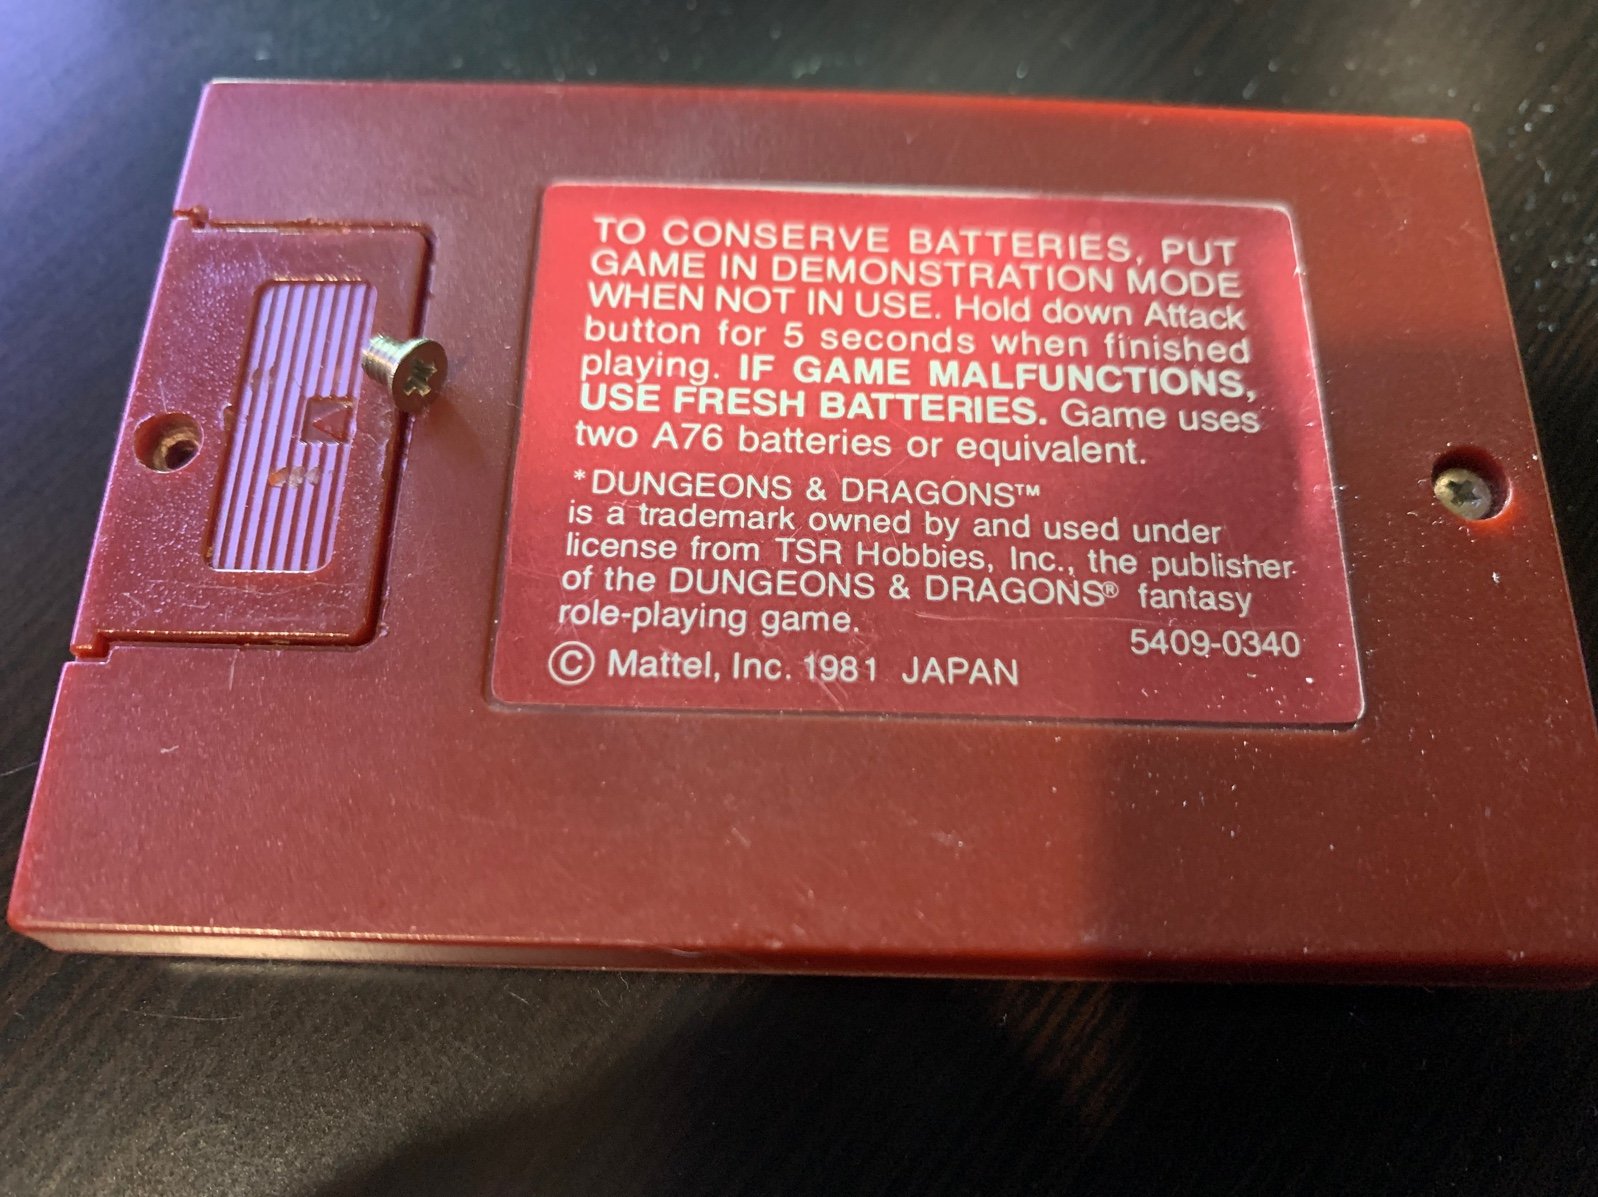 TO CONSERVE BATTERIES, PUT
GAME IN DEMONSTRATION MODE
WHEN NOT IN USE. Hold down Attack
button for 5 seconds when finished
playing. IF GAME MALFUNCTIONS,
USE FRESH BATTERIES. Game uses
two A76 batteries or equivalent.
*DUNGEONS & DRAGONS™
is a trademark owned by and used under
license from TSR Hobbies, Inc., the publisher
of the DUNGEONS & DRAGONS® fantasy
role-playing game.
5409-0340
© Mattel, Inc. 1981 JAPAN